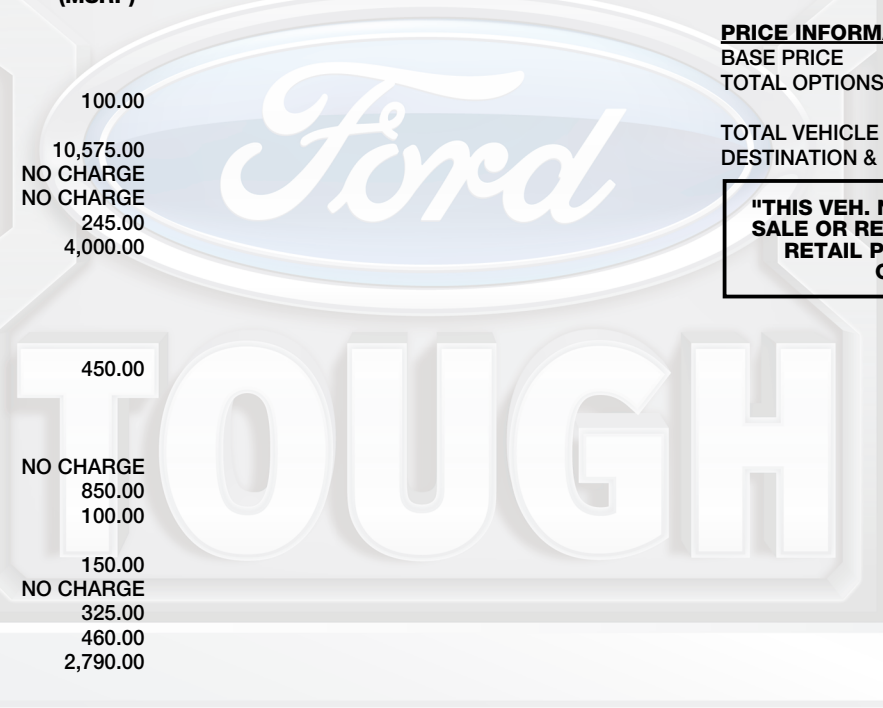 (MSRP)
100.00
10,575.00
NO CHARGE
NO CHARGE
245.00
4,000.00
450.00
NO CHARGE
850.00
100.00
150.00
NO CHARGE
325.00
460.00
2,790.00
PRICE
BASE PRICE
TOTAL OPTIONS
TOTAL VEHICLE
DESTINATION &
"THIS VEH.
SALE OR
RETAIL
Ford
TOUGH